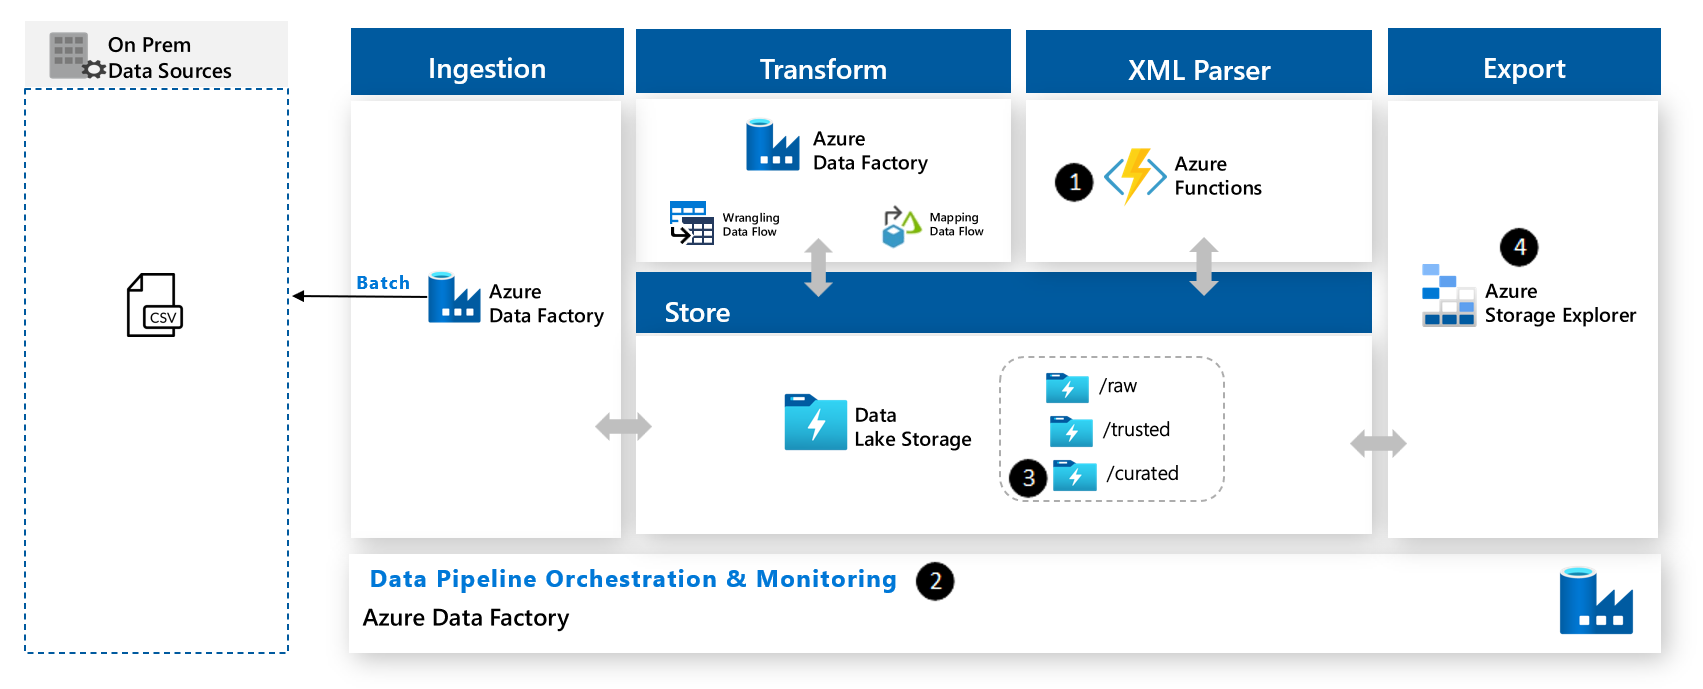 On Prem
Data Sources
Ingestion
Transform
XML Parser
Export
Azure
Data Factory
Wrangling
Data Flow
Mapping
Data Flow
1
Azure
Functions
CSV
Batch
Azure
Data Factory
Store
Data
Lake Storage
/raw
/trusted
3
/curated
4
Azure
Storage Explorer
Data Pipeline Orchestration & Monitoring
2
Azure Data Factory